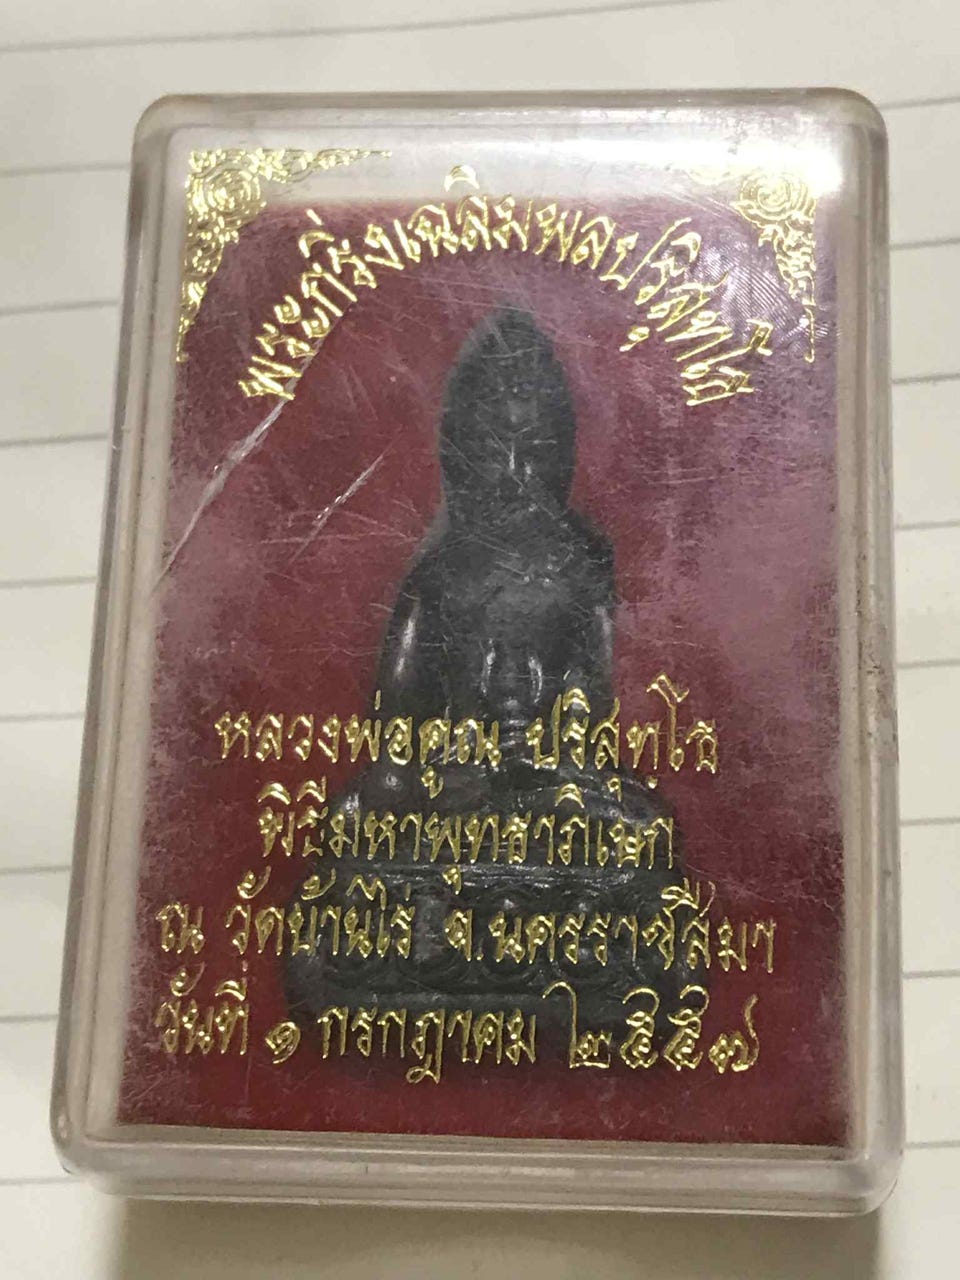 พระกริ่งเฉลิมพลปริสุทโธ
หลวงพ่อคูณ ปริสุทฺโธ
พิธีมหาพุทธาภิเษก
ณ วัดบ้านไร่ จ.นครราชสีมา
วันที่ ๑ กรกฎาคม ๒๕๕๗